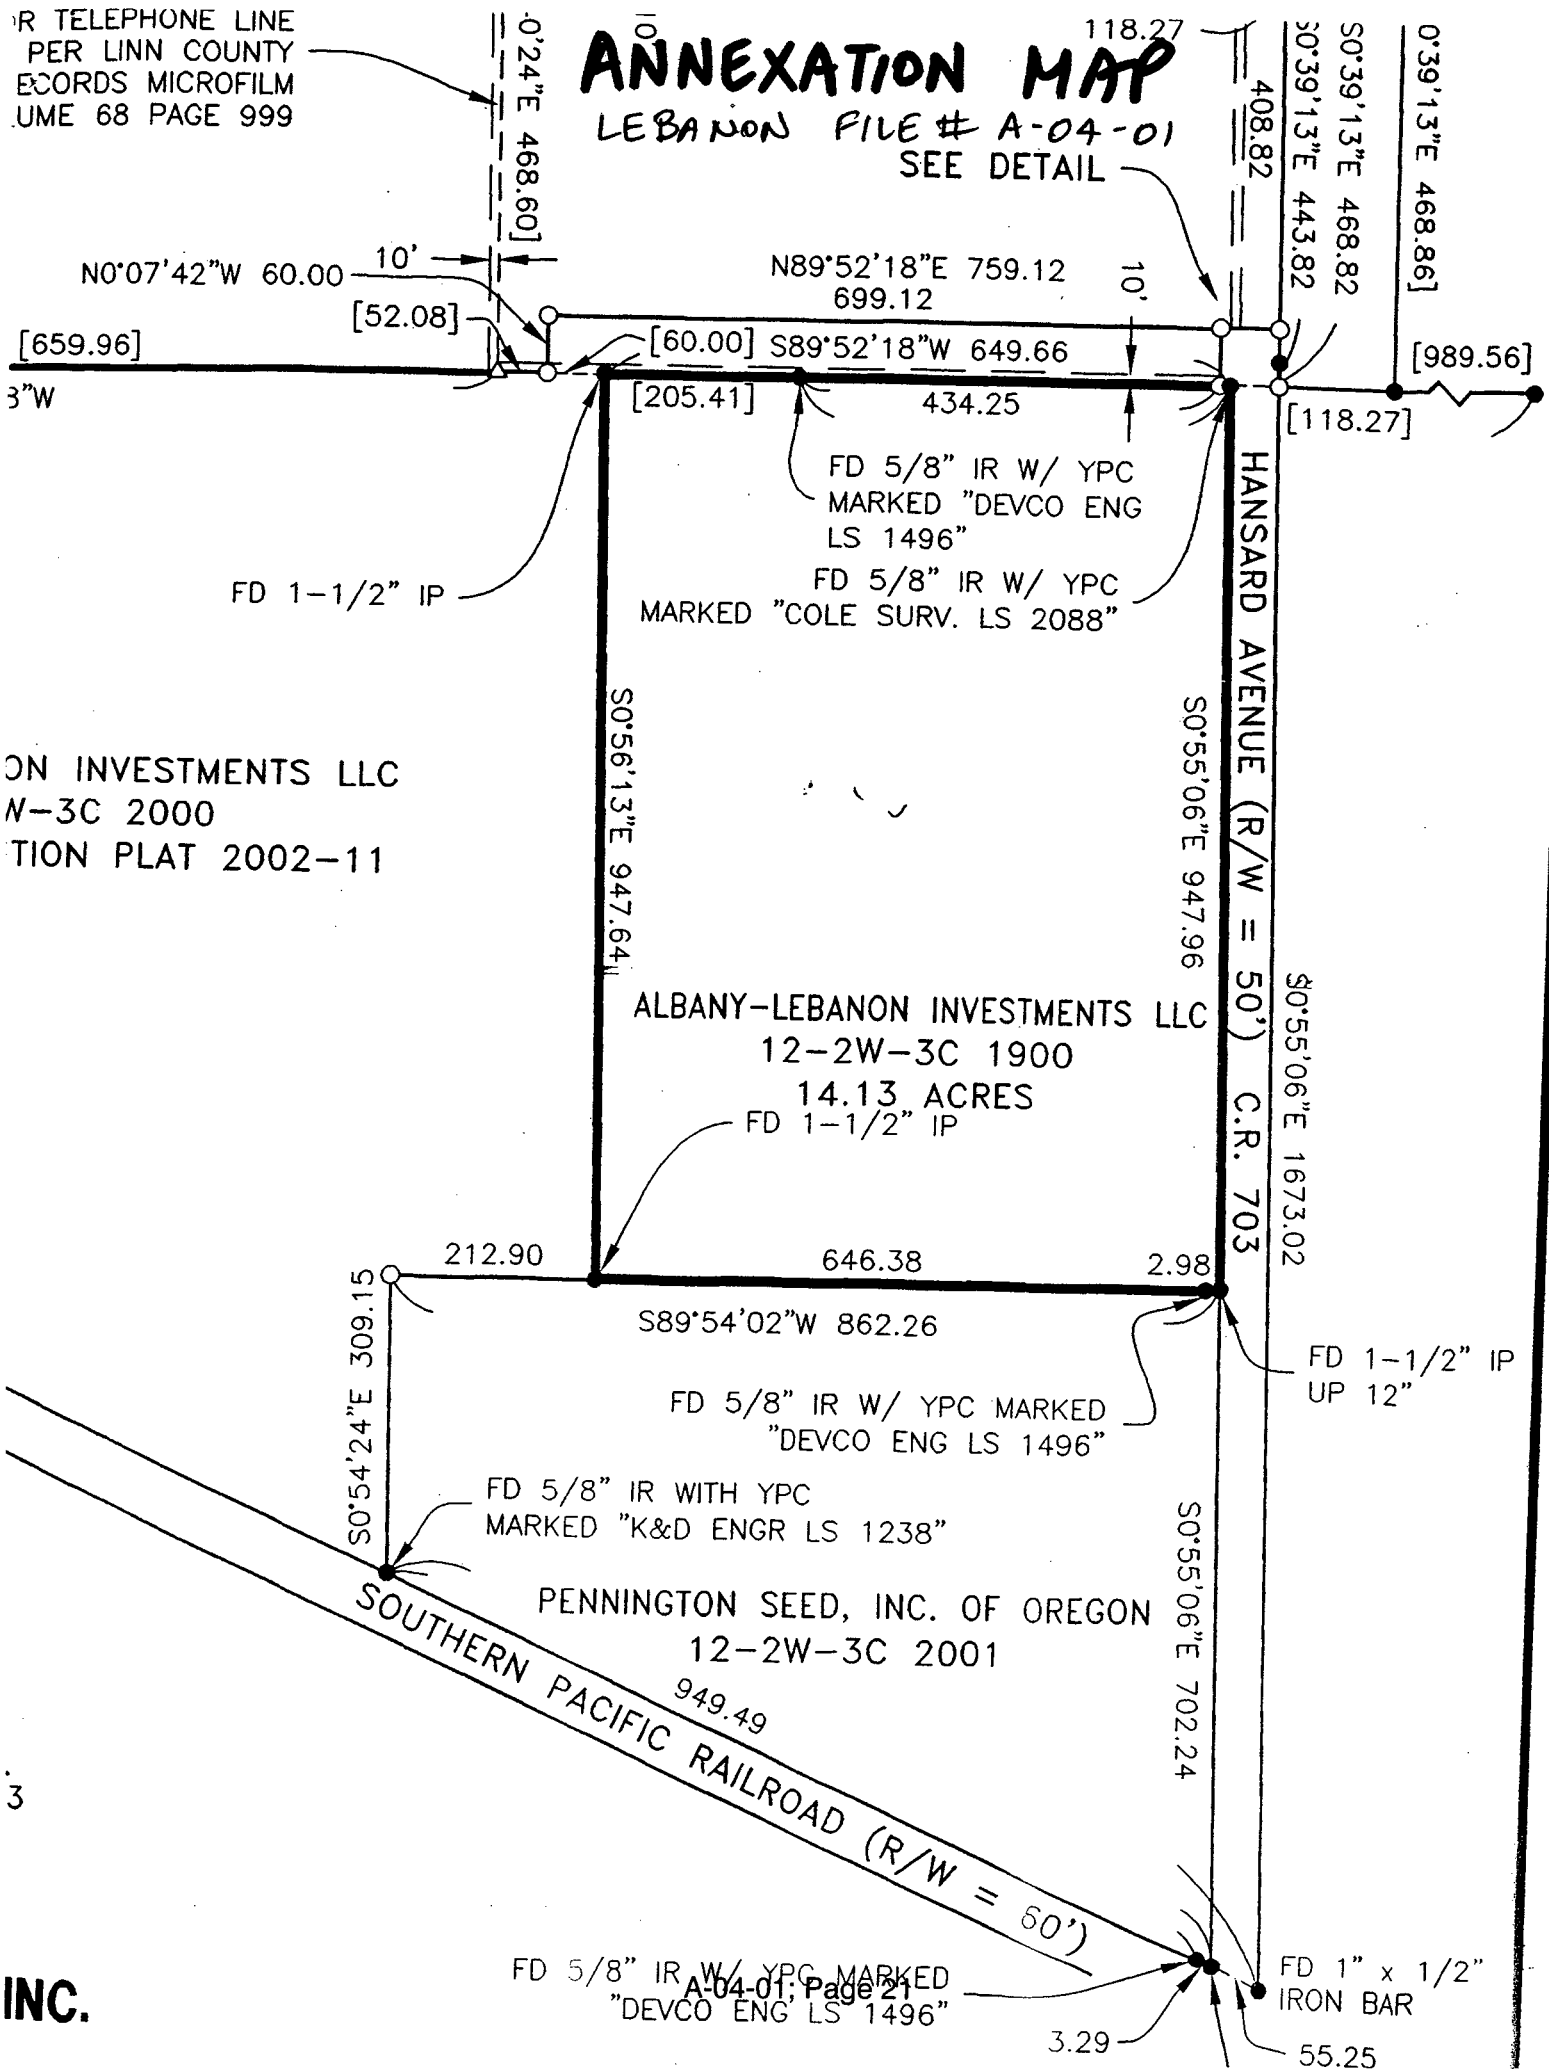 ANNEXATION MAP
LEBANON FILE # A-04-01
SEE DETAIL
R TELEPHONE LINE
PER LINN COUNTY
ECORDS MICROFILM
UME 68 PAGE 999
0'24"E 468.60]
118.27
408.82
S0°39'13"E 443.82
S0°39'13"E 468.82
0°39'13"E 468.86]
N0°07'42"W 60.00
10'
N89°52'18"E 759.12
699.12
10'
[52.08]
[659.96]
3"W
[60.00]
S89°52'18"W 649.66
[989.56]
[205.41]
434.25
[118.27]
FD 5/8" IR W/ YPC
MARKED "DEVCO ENG
LS 1496"
FD 1-1/2" IP
FD 5/8" IR W/ YPC
MARKED "COLE SURV. LS 2088"
HANSARD AVENUE (R/W = 50') C.R. 703
S0°56'13"E 947.64
S0°55'06"E 947.96
S0°55'06"E 1673.02
ON INVESTMENTS LLC
W-3C 2000
TION PLAT 2002-11
ALBANY-LEBANON INVESTMENTS LLC
12-2W-3C 1900
14.13 ACRES
FD 1-1/2" IP
212.90
646.38
2.98
S89°54'02"W 862.26
S0°54'24"E 309.15
FD 1-1/2" IP
UP 12"
FD 5/8" IR W/ YPC MARKED
"DEVCO ENG LS 1496"
FD 5/8" IR WITH YPC
MARKED "K&D ENGR LS 1238"
S0°55'06"E 702.24
PENNINGTON SEED, INC. OF OREGON
12-2W-3C 2001
949.49
SOUTHERN PACIFIC RAILROAD (R/W = 60')
3
INC.
FD 5/8" IR W/ YPC MARKED
"DEVCO ENG LS 1496"
A-04-01; Page 21
FD 1" x 1/2"
IRON BAR
3.29
55.25